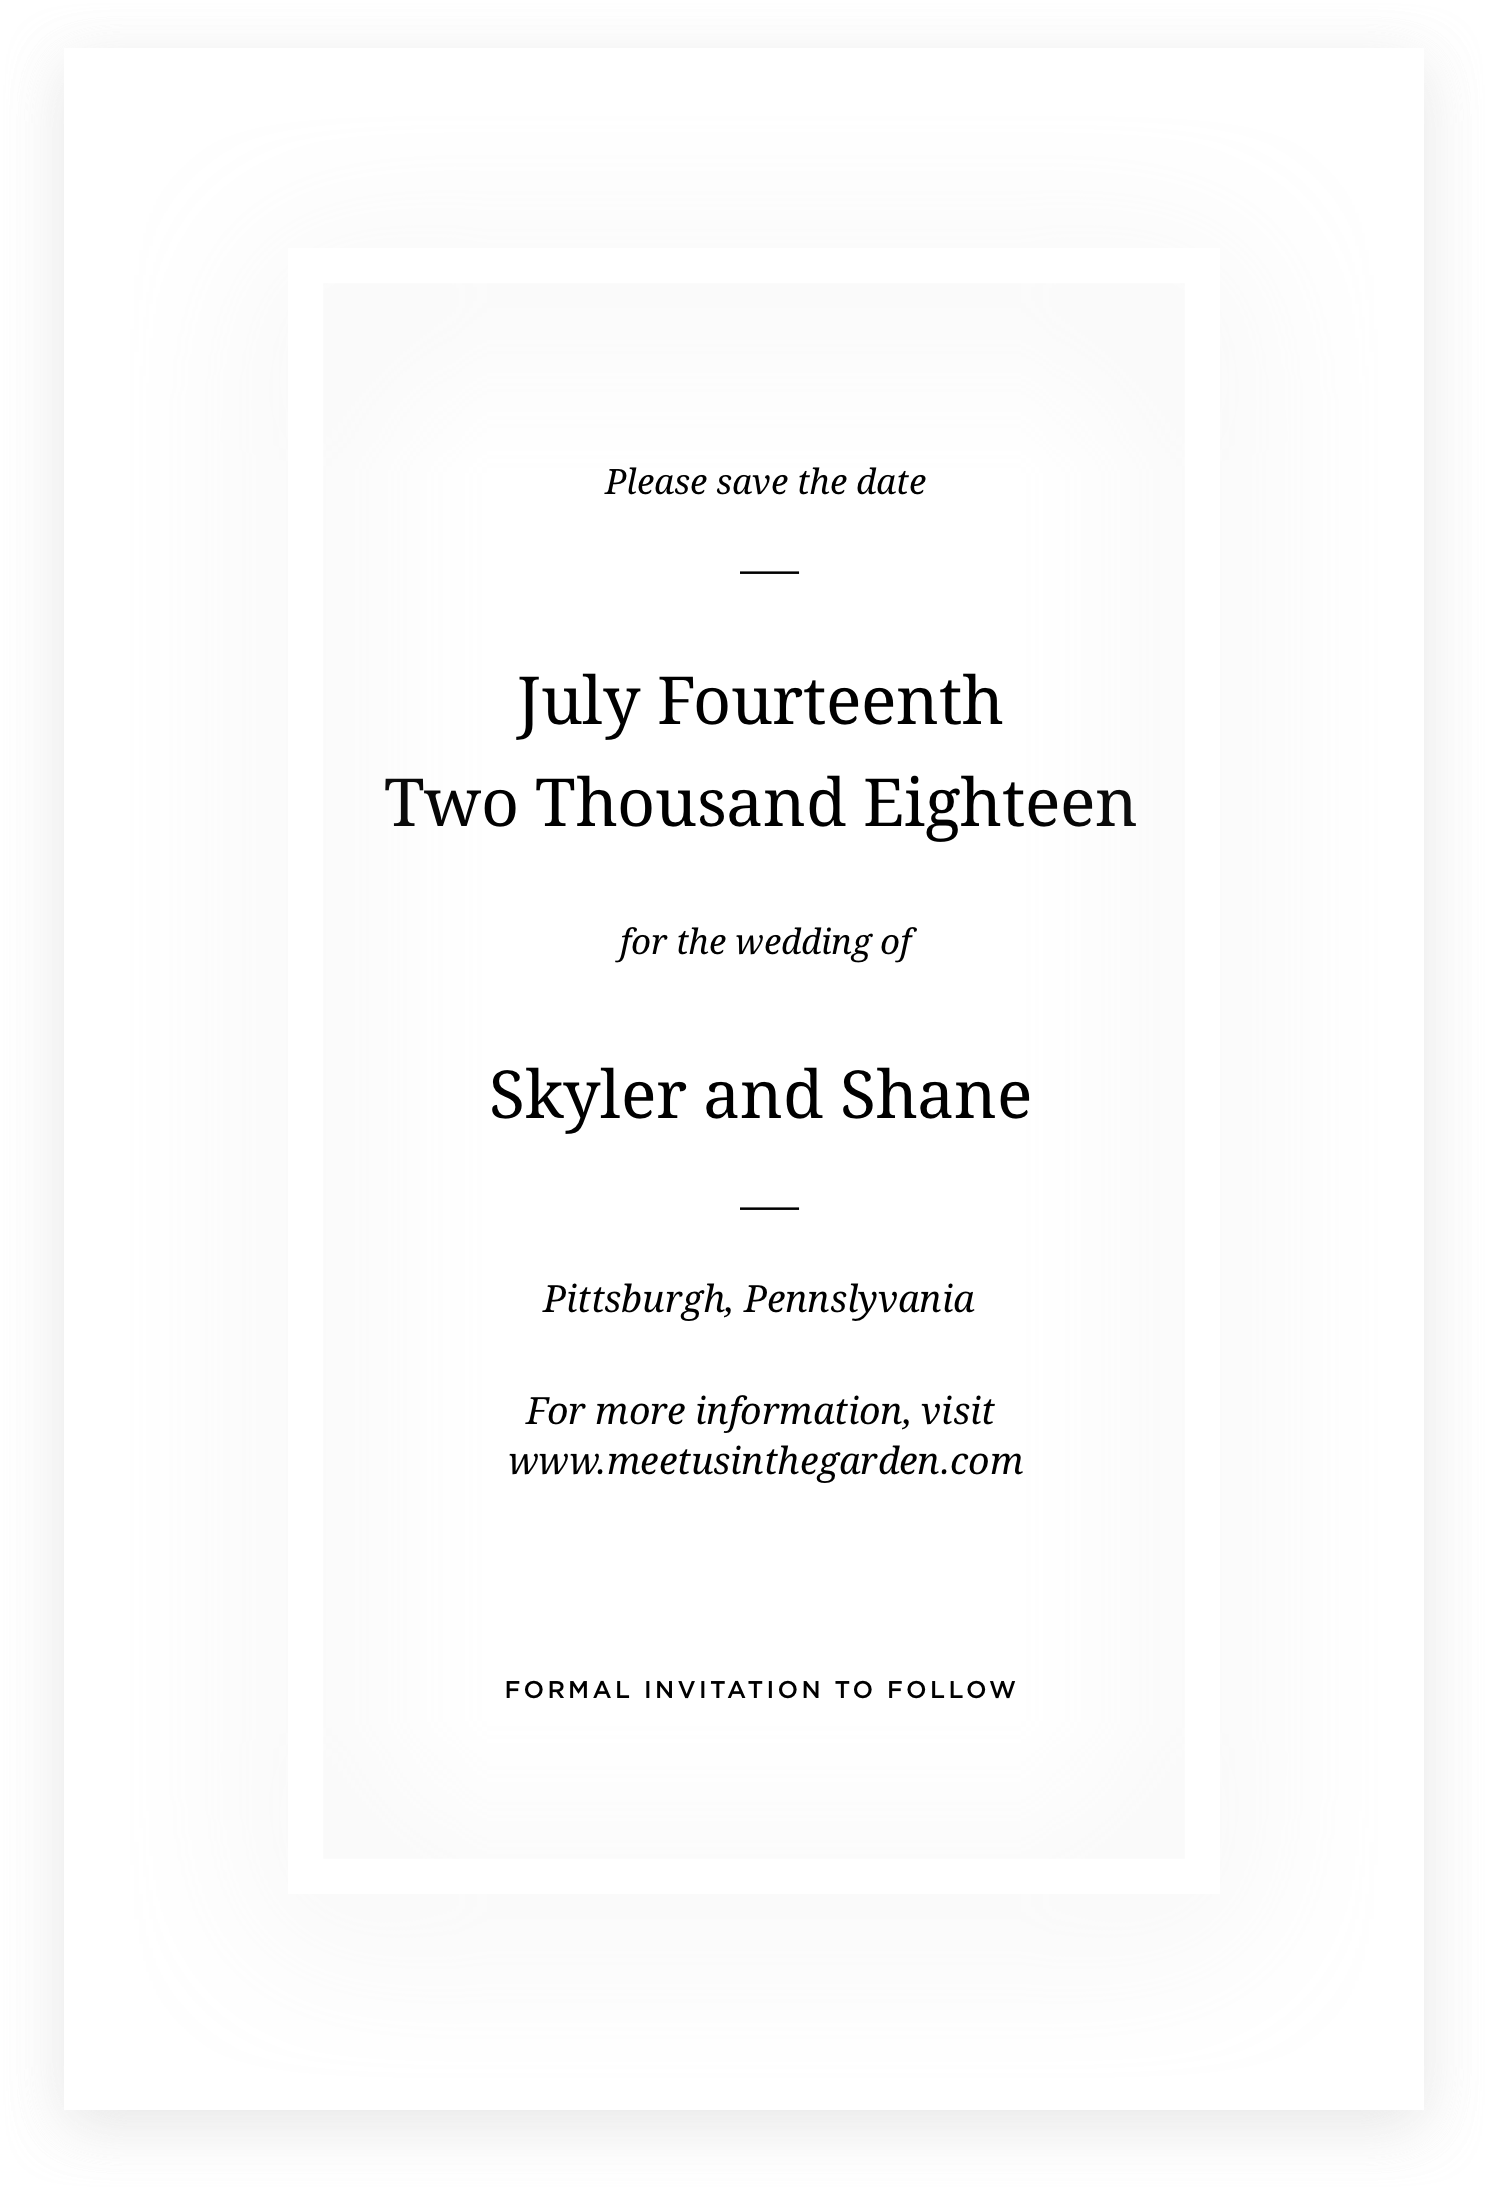 Please save the date
July Fourteenth
Two Thousand Eighteen
for the wedding of
Skyler and Shane
Pittsburgh, Pennslyvania
For more information, visit
www.meetusinthegarden.com
FORMAL INVITATION TO FOLLOW